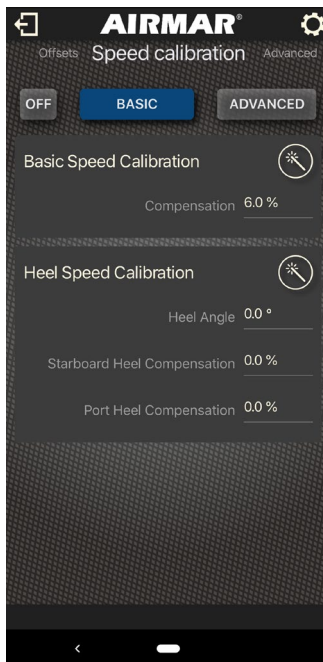 AIRMAR®
Offsets Speed calibration Advanced
OFF BASIC ADVANCED
Basic Speed Calibration
Compensation 6.0 %
Heel Speed Calibration
Heel Angle 0.0 °
Starboard Heel Compensation 0.0 %
Port Heel Compensation 0.0 %